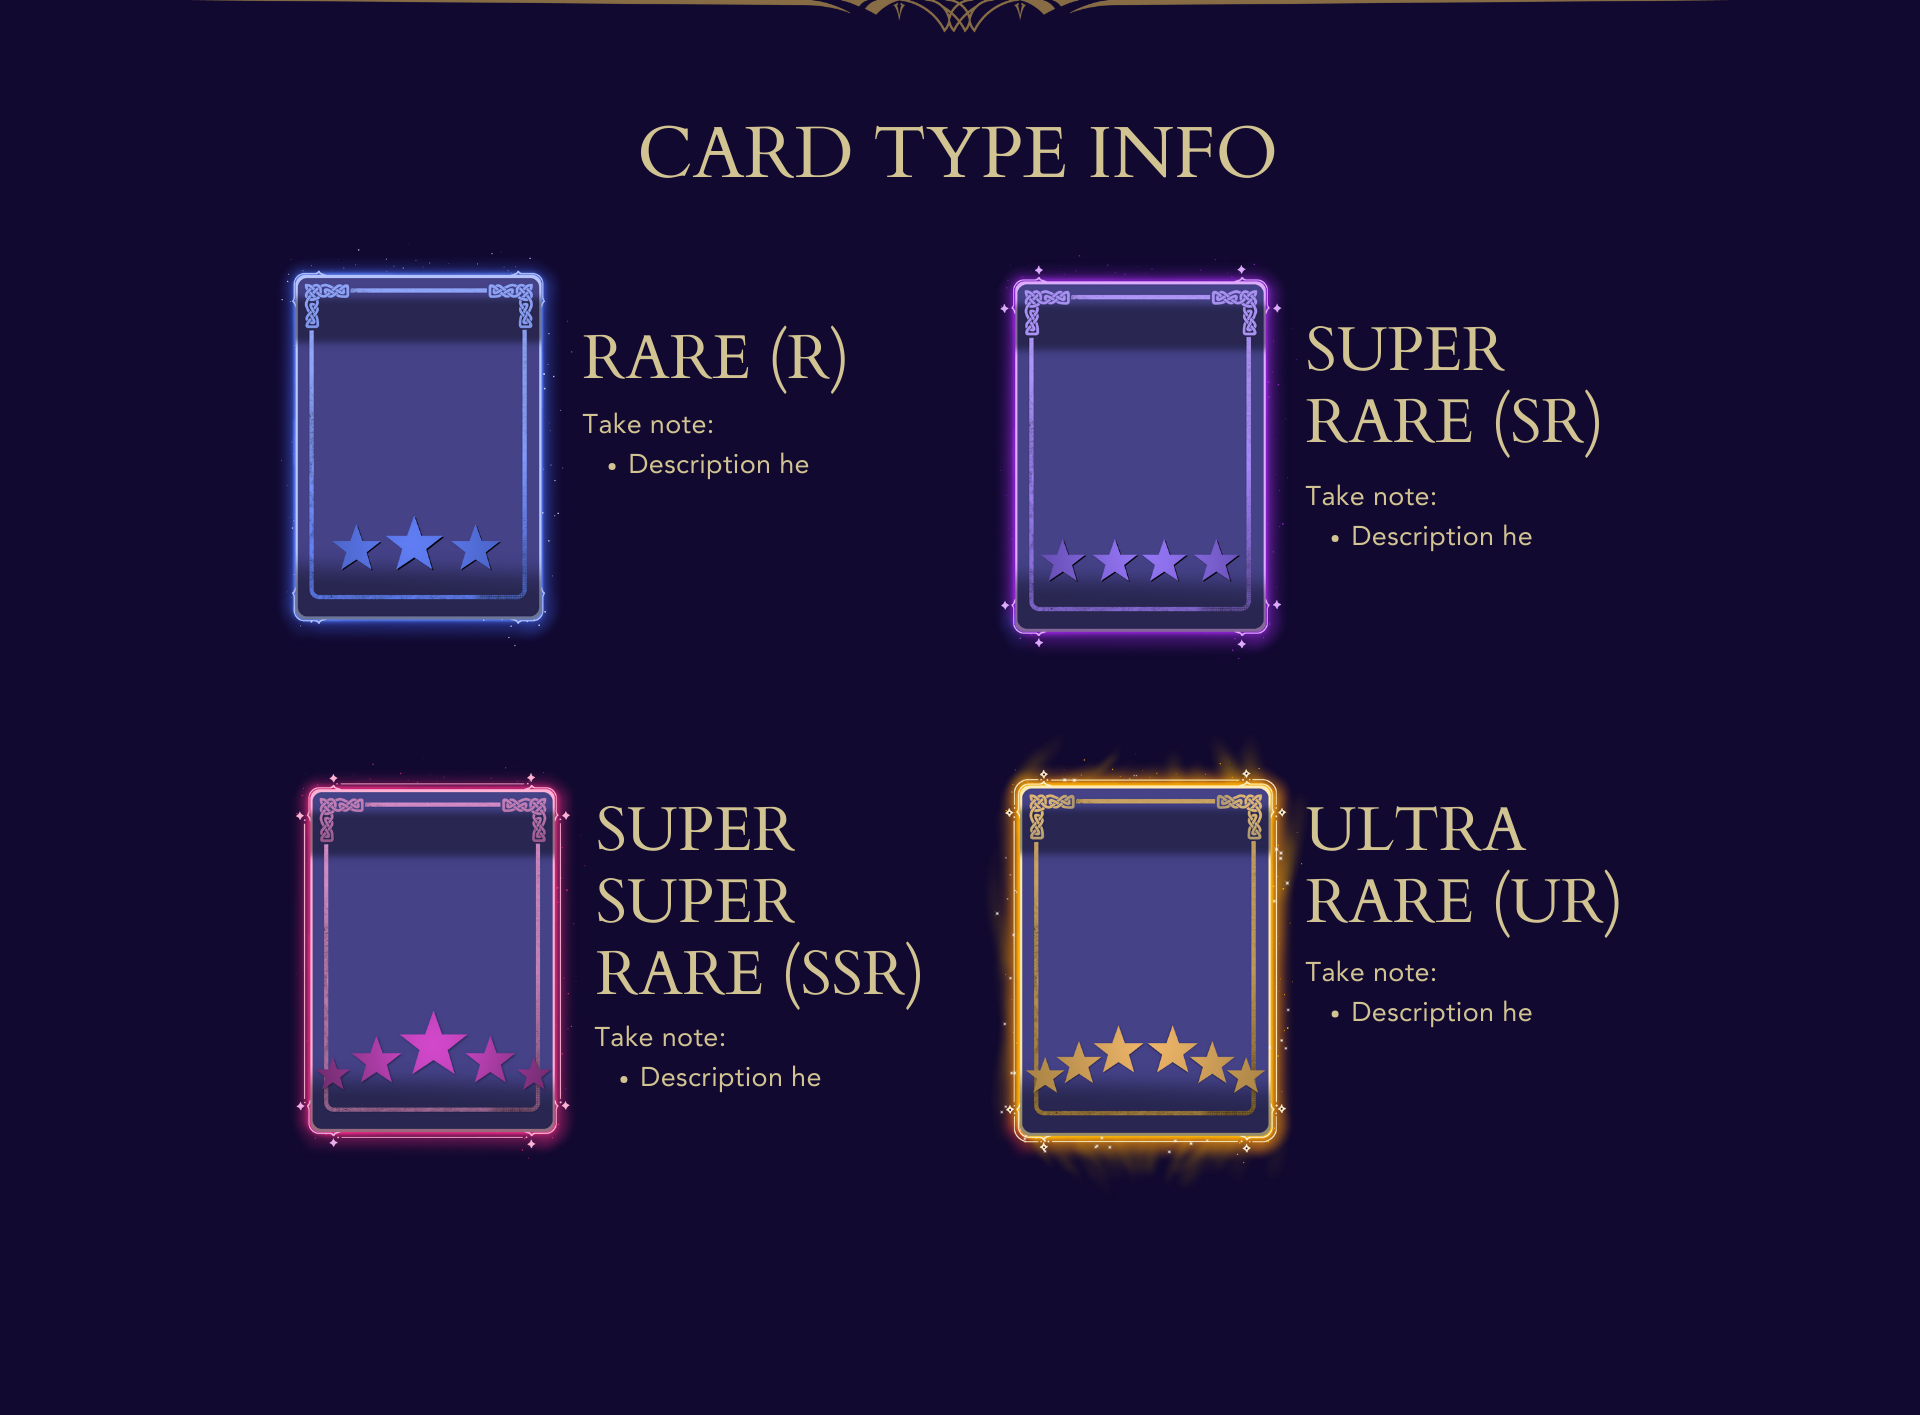 CARD TYPE INFO
RARE (R)
Take note:
• Description he
SUPER
RARE (SR)
Take note:
• Description he
SUPER
SUPER
RARE (SSR)
Take note:
• Description he
ULTRA
RARE (UR)
Take note:
• Description he